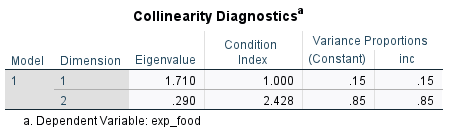 Collinearity Diagnosticsᵃ
Model Dimension Eigenvalue Condition Index Variance Proportions
(Constant) inc
1 1 1.710 1.000 .15 .15
2 .290 2.428 .85 .85
a. Dependent Variable: exp_food